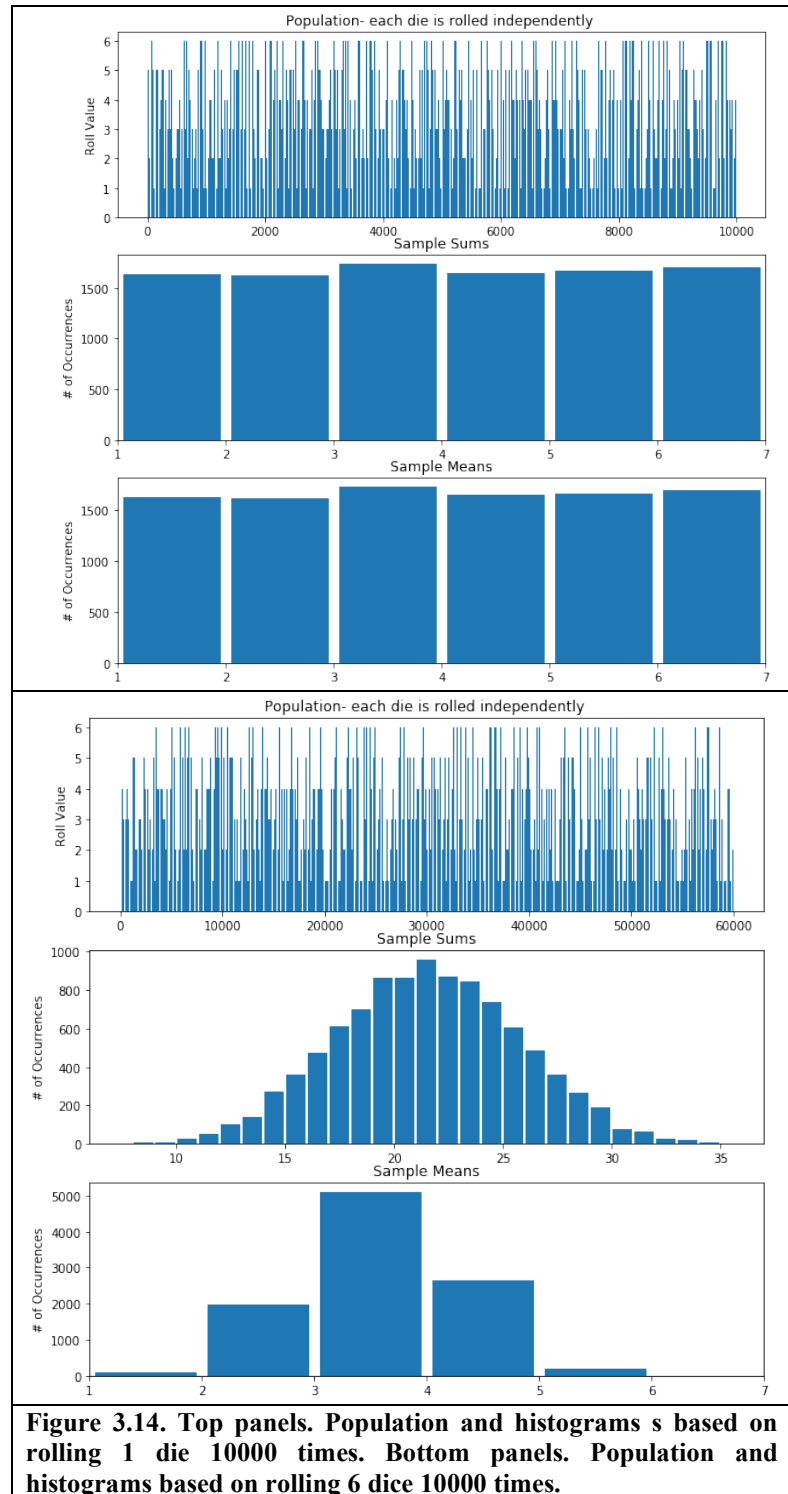 Population- each die is rolled independently
6
5
4
3
2
1
0
Roll Value
0 2000 4000 6000 8000 10000
Sample Sums
1500
1000
500
0
# of Occurrences
1 2 3 4 5 6 7
Sample Means
1500
1000
500
0
# of Occurrences
1 2 3 4 5 6 7
Population- each die is rolled independently
6
5
4
3
2
1
0
Roll Value
0 10000 20000 30000 40000 50000 60000
Sample Sums
1000
800
600
400
200
0
# of Occurrences
10 15 20 25 30 35
Sample Means
5000
4000
3000
2000
1000
0
# of Occurrences
1 2 3 4 5 6 7
Figure 3.14. Top panels. Population and histograms s based on
rolling 1 die 10000 times. Bottom panels. Population and
histograms based on rolling 6 dice 10000 times.